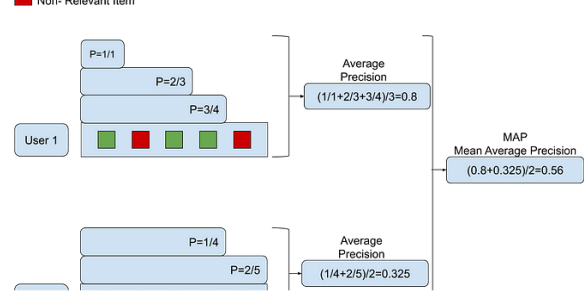 Non- Relevant Item
P=1/1
P=2/3
P=3/4
User 1
Average
Precision
(1/1+2/3+3/4)/3=0.8
MAP
Mean Average Precision
(0.8+0.325)/2=0.56
P=1/4
P=2/5
Average
Precision
(1/4+2/5)/2=0.325